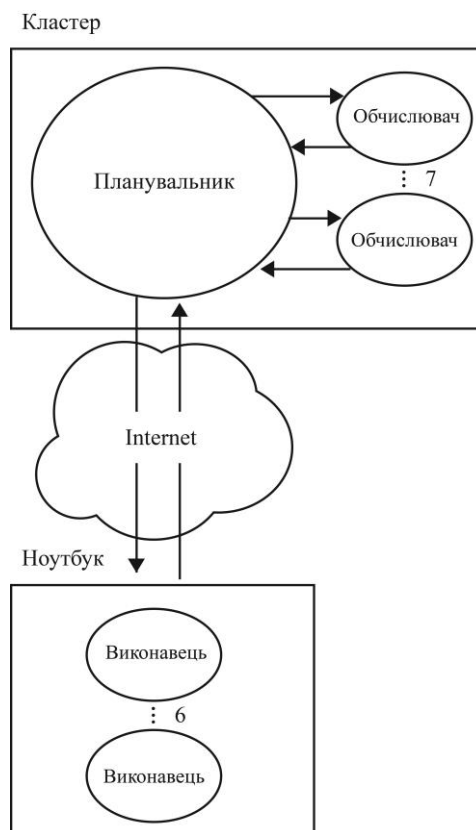 Кластер
Обчислювач
Планувальник
⋮ 7
Обчислювач
Internet
Ноутбук
Виконавець
⋮ 6
Виконавець